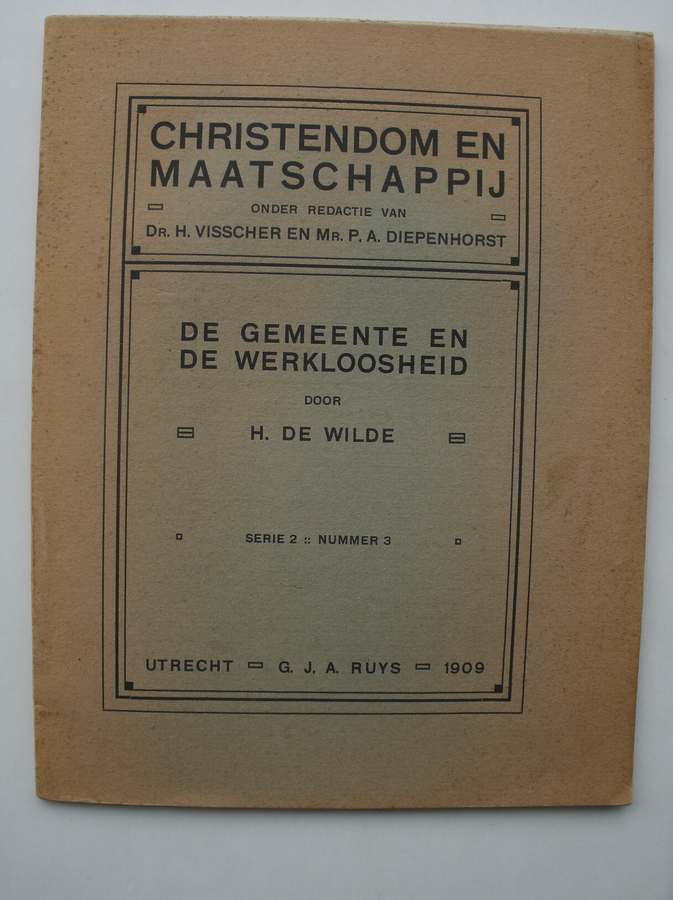 CHRISTENDOM EN
MAATSCHAPPIJ
ONDER REDACTIE VAN
DR. H. VISSCHER EN MR. P. A. DIEPENHORST
DE GEMEENTE EN
DE WERKLOOSHEID
DOOR
H. DE WILDE
SERIE 2 :: NUMMER 3
UTRECHT G. J. A. RUYS 1909